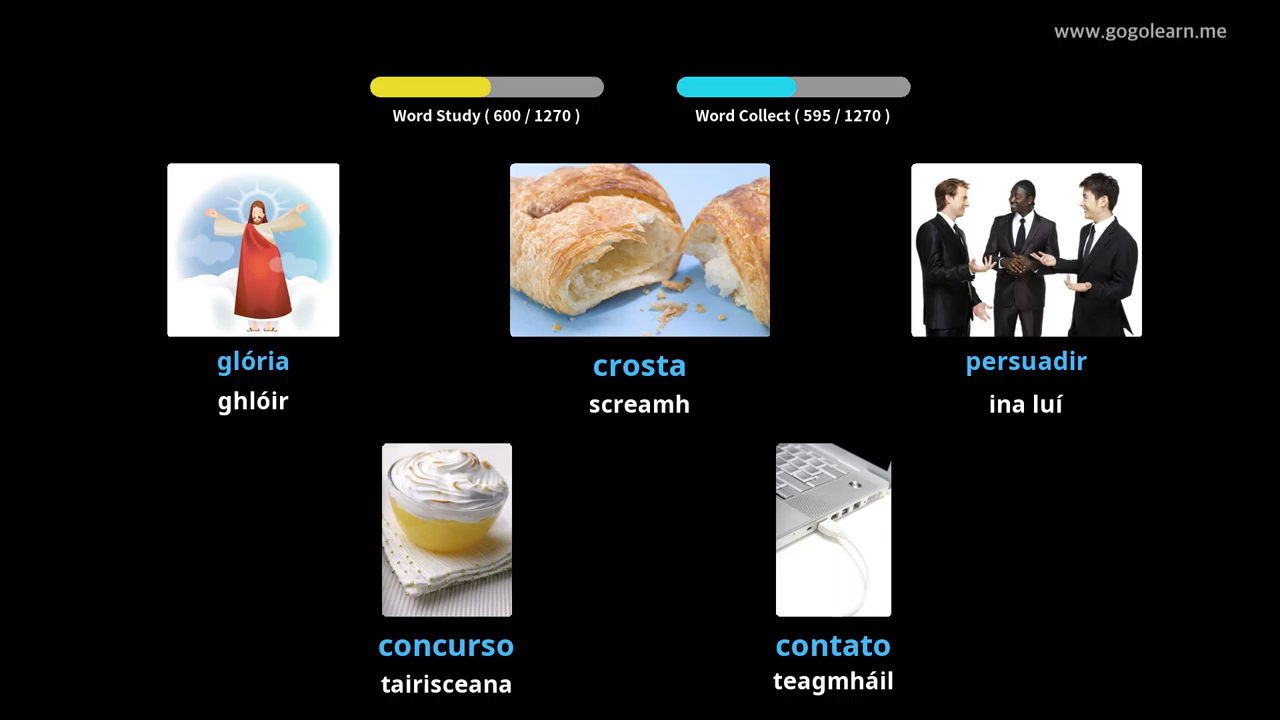 www.gogolearn.me
Word Study ( 600 / 1270 )
Word Collect ( 595 / 1270 )
glória
crosta
persuadir
ghlóir
screamh
ina luí
concurso
contato
tairisceana
teagmháil